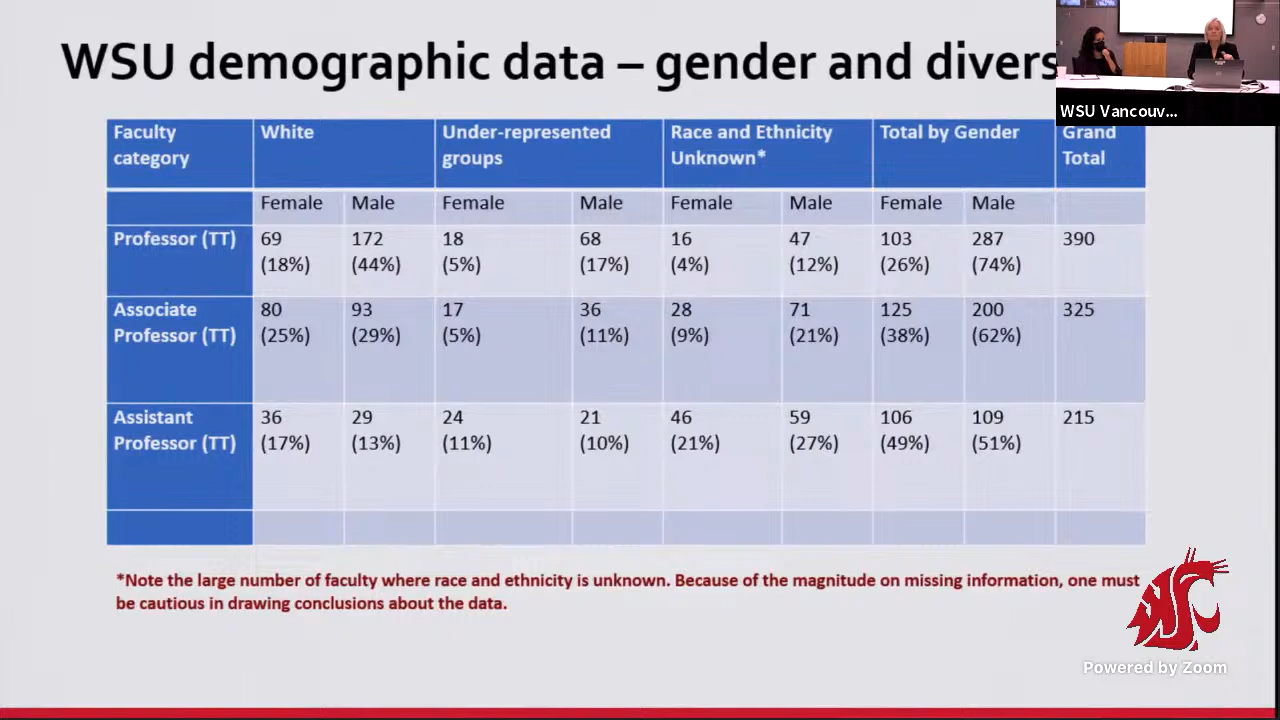 WSU demographic data – gender and divers
WSU Vancouv...
Faculty category White Under-represented groups Race and Ethnicity Unknown* Total by Gender Grand Total
Female Male Female Male Female Male Female Male
Professor (TT) 69 (18%) 172 (44%) 18 (5%) 68 (17%) 16 (4%) 47 (12%) 103 (26%) 287 (74%) 390
Associate Professor (TT) 80 (25%) 93 (29%) 17 (5%) 36 (11%) 28 (9%) 71 (21%) 125 (38%) 200 (62%) 325
Assistant Professor (TT) 36 (17%) 29 (13%) 24 (11%) 21 (10%) 46 (21%) 59 (27%) 106 (49%) 109 (51%) 215
*Note the large number of faculty where race and ethnicity is unknown. Because of the magnitude on missing information, one must
be cautious in drawing conclusions about the data.
Powered by Zoom